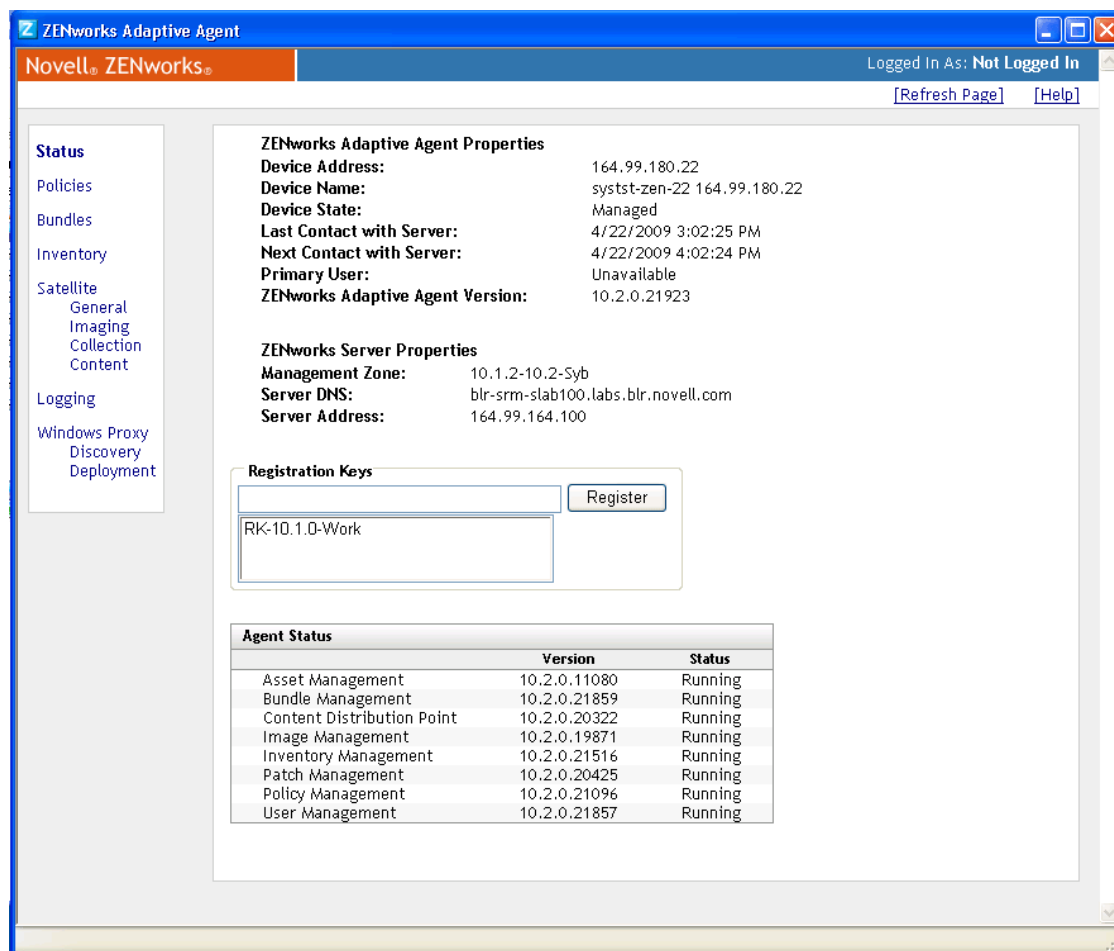 ZENworks Adaptive Agent
Novell® ZENworks®
Logged In As: Not Logged In
[Refresh Page] [Help]
Status
Policies
Bundles
Inventory
Satellite
General
Imaging
Collection
Content
Logging
Windows Proxy
Discovery
Deployment
ZENworks Adaptive Agent Properties
Device Address: 164.99.180.22
Device Name: systst-zen-22 164.99.180.22
Device State: Managed
Last Contact with Server: 4/22/2009 3:02:25 PM
Next Contact with Server: 4/22/2009 4:02:24 PM
Primary User: Unavailable
ZENworks Adaptive Agent Version: 10.2.0.21923
ZENworks Server Properties
Management Zone: 10.1.2-10.2-Syb
Server DNS: blr-srm-slab100.labs.blr.novell.com
Server Address: 164.99.164.100
Registration Keys
Register
RK-10.1.0-Work
Agent Status
Version Status
Asset Management 10.2.0.11080 Running
Bundle Management 10.2.0.21859 Running
Content Distribution Point 10.2.0.20322 Running
Image Management 10.2.0.19871 Running
Inventory Management 10.2.0.21516 Running
Patch Management 10.2.0.20425 Running
Policy Management 10.2.0.21096 Running
User Management 10.2.0.21857 Running